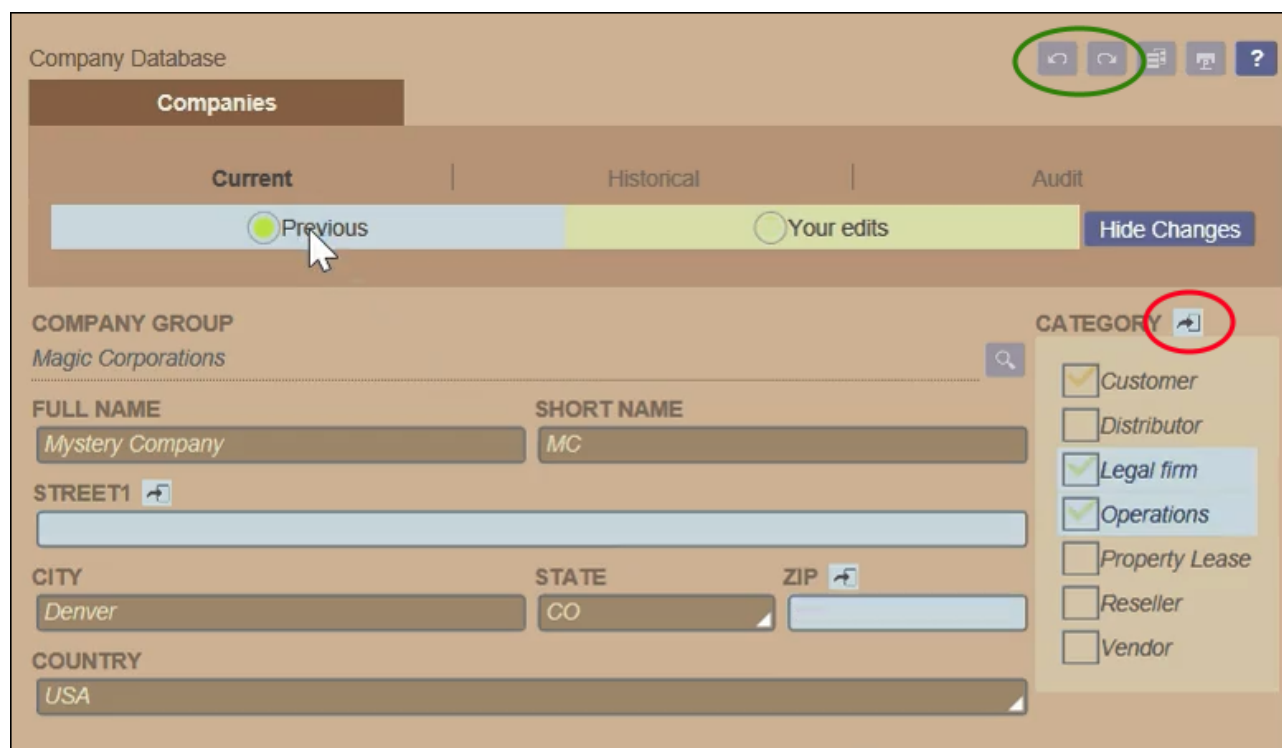 Company Database
?
Companies
Current | Historical | Audit
Previous
Your edits
Hide Changes
COMPANY GROUP
Magic Corporations
CATEGORY
Customer
Distributor
Legal firm
Operations
Property Lease
Reseller
Vendor
FULL NAME
Mystery Company
SHORT NAME
MC
STREET1
CITY
Denver
STATE
CO
ZIP
COUNTRY
USA